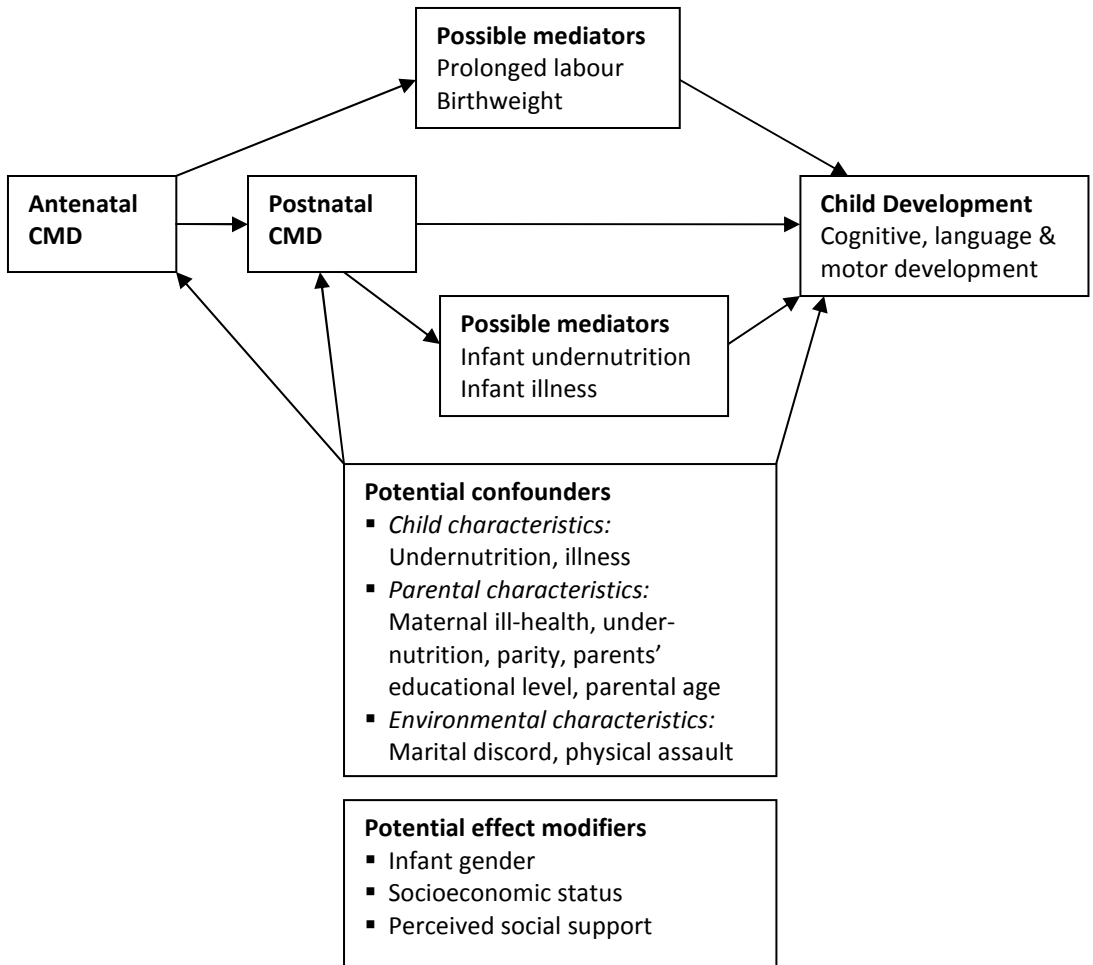 Possible mediators
Prolonged labour
Birthweight
Antenatal
CMD
Postnatal
CMD
Child Development
Cognitive, language &
motor development
Possible mediators
Infant undernutrition
Infant illness
Potential confounders
▪ Child characteristics:
Undernutrition, illness
▪ Parental characteristics:
Maternal ill-health, under-
nutrition, parity, parents’
educational level, parental age
▪ Environmental characteristics:
Marital discord, physical assault
Potential effect modifiers
▪ Infant gender
▪ Socioeconomic status
▪ Perceived social support